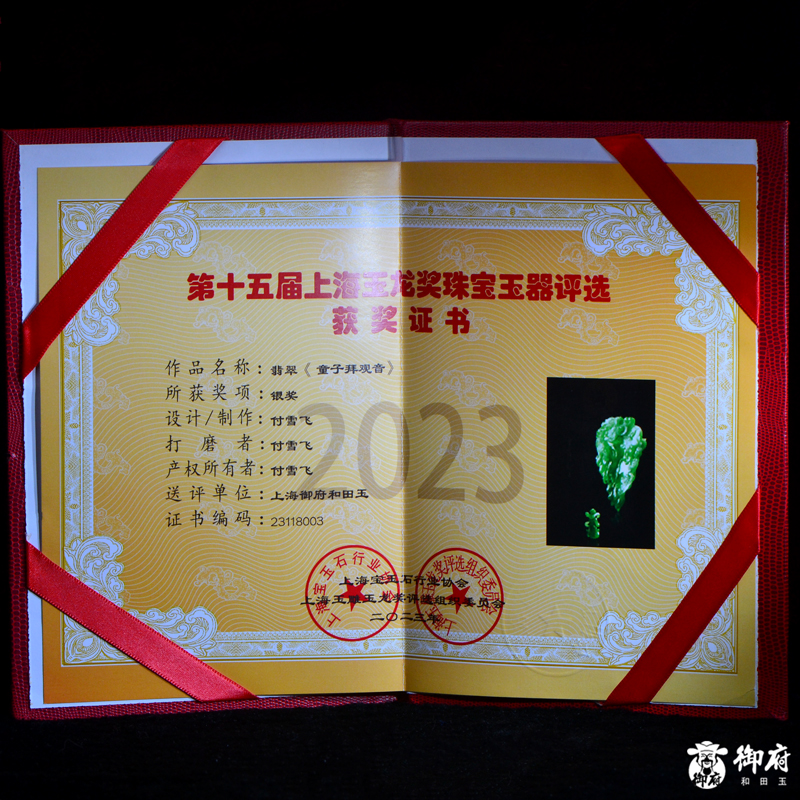 第十五届上海玉龙奖珠宝玉器评选
获奖证书
作品名称：翡翠《童子拜观音》
所获奖项：银奖
设计/制作：付雪飞
打磨者：付雪飞
产权所有者：付雪飞
送评单位：上海御府和田玉
证书编码：23118003
2023
上海宝玉石行业协会
上海玉雕玉龙奖评选组织委员会
二〇二三年
御府
和田玉